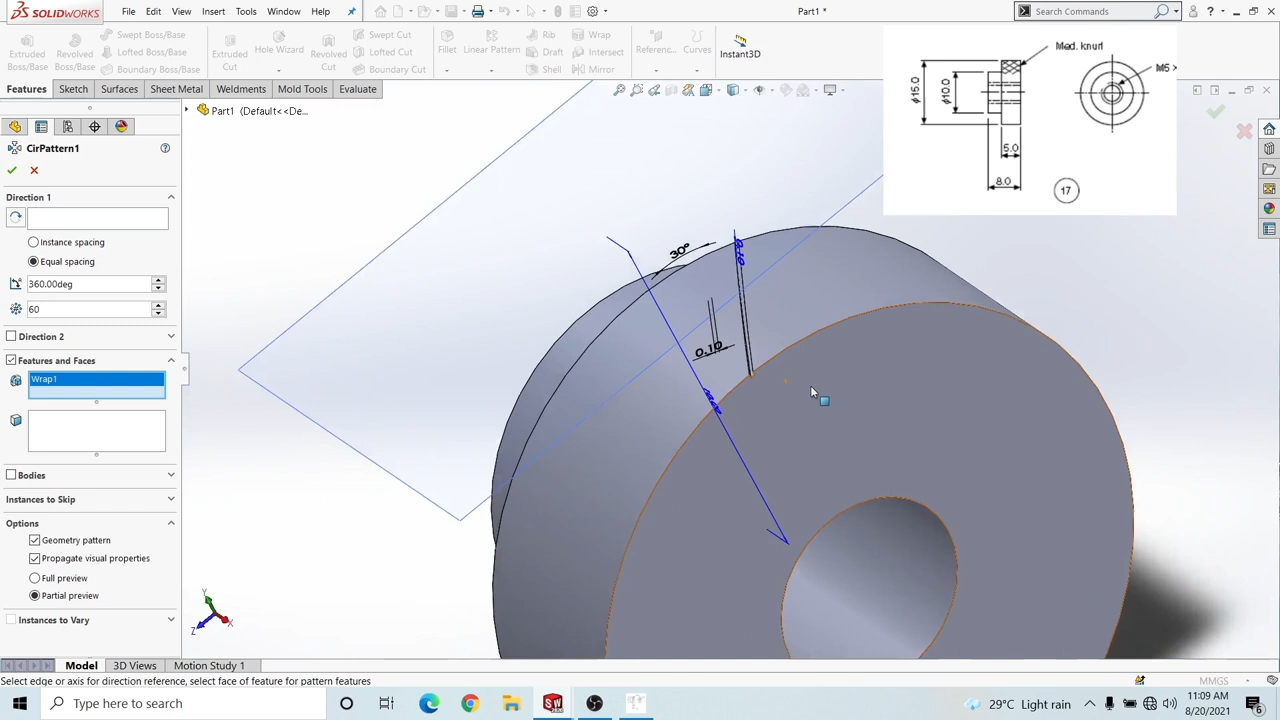 SOLIDWORKS
File Edit View Insert Tools Window Help
Part1 *
Search Commands
Extruded Boss/Base
Revolved Boss/Base
Swept Boss/Base
Lofted Boss/Base
Boundary Boss/Base
Extruded Cut
Hole Wizard
Revolved Cut
Swept Cut
Lofted Cut
Boundary Cut
Fillet
Linear Pattern
Rib
Draft
Shell
Wrap
Intersect
Mirror
Referenc...
Curves
Instant3D
Features Sketch Surfaces Sheet Metal Weldments Mold Tools Evaluate
Part1 (Default<<De...
CirPattern1
Direction 1
Instance spacing
Equal spacing
360.00deg
60
Direction 2
Features and Faces
Wrap1
Bodies
Instances to Skip
Options
Geometry pattern
Propagate visual properties
Full preview
Partial preview
Instances to Vary
30°
0.10
0.10
Med. knurl
M5 ×
ϕ15.0
ϕ10.0
5.0
8.0
17
Y
X
Z
Model 3D Views Motion Study 1
Select edge or axis for direction reference, select face of feature for pattern features
MMGS
Type here to search
29°C Light rain
11:09 AM
8/20/2021
6